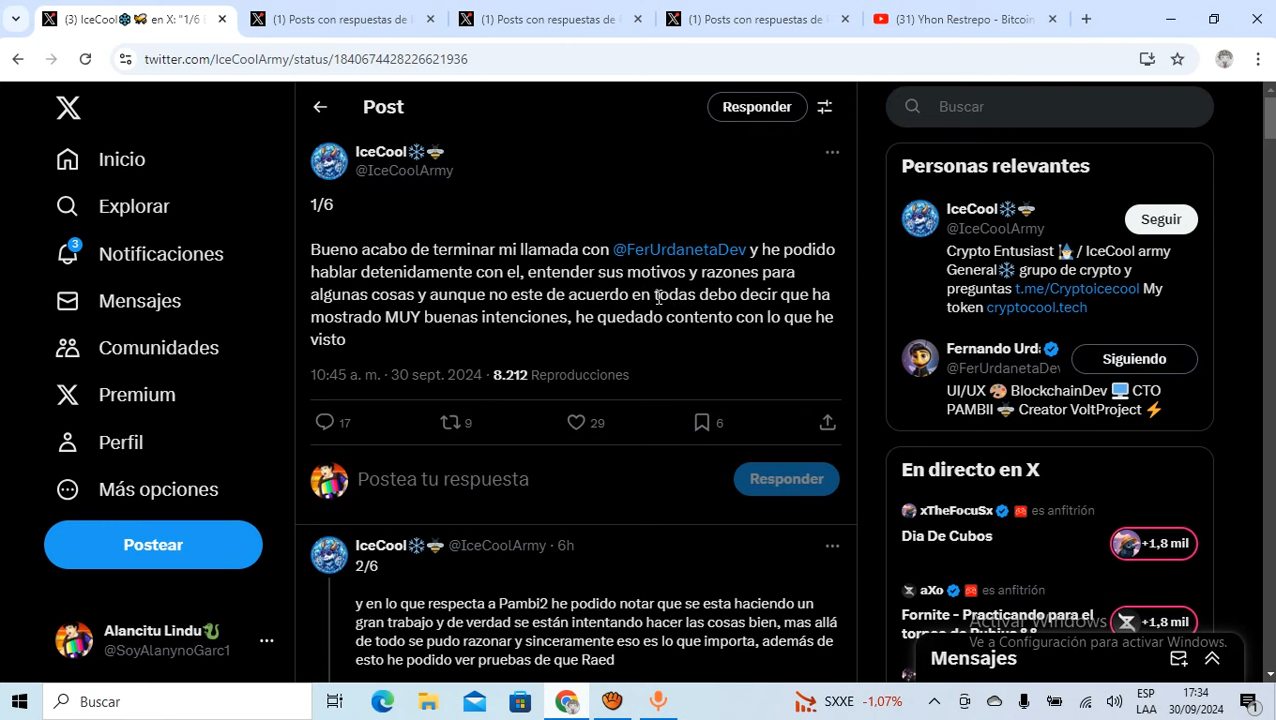 (3) IceCool en X: "1/6
(1) Posts con respuestas de
(1) Posts con respuestas de
(1) Posts con respuestas de
(31) Yhon Restrepo - Bitcoin
twitter.com/IceCoolArmy/status/1840674428226621936
Inicio
Explorar
3
Notificaciones
Mensajes
Comunidades
Premium
Perfil
Más opciones
Postear
Alancitu Lindu
@SoyAlanynoGarc1
Post
Responder
IceCool
@IceCoolArmy
1/6
Bueno acabo de terminar mi llamada con @FerUrdanetaDev y he podido
hablar detenidamente con el, entender sus motivos y razones para
algunas cosas y aunque no este de acuerdo en todas debo decir que ha
mostrado MUY buenas intenciones, he quedado contento con lo que he
visto
10:45 a. m. · 30 sept. 2024 · 8.212 Reproducciones
17 9 29 6
Postea tu respuesta
Responder
IceCool @IceCoolArmy · 6h
2/6
y en lo que respecta a Pambi2 he podido notar que se esta haciendo un
gran trabajo y de verdad se están intentando hacer las cosas bien, mas allá
de todo se pudo razonar y sinceramente eso es lo que importa, además de
esto he podido ver pruebas de que Raed
Buscar
Personas relevantes
IceCool
@IceCoolArmy
Seguir
Crypto Entusiast / IceCool army
General grupo de crypto y
preguntas t.me/Cryptoicecool My
token cryptocool.tech
Fernando Urd
@FerUrdanetaDev
Siguiendo
UI/UX BlockchainDev CTO
PAMBII Creator VoltProject
En directo en X
xTheFocuSx es anfitrión
Dia De Cubos
+1,8 mil
aXo es anfitrión
Fornite - Practicando para el
+1,8 mil
Activar Windows
Ve a Configuración para activar Windows.
Mensajes
Buscar
SXXE -1,07%
ESP
LAA
17:34
30/09/2024
1